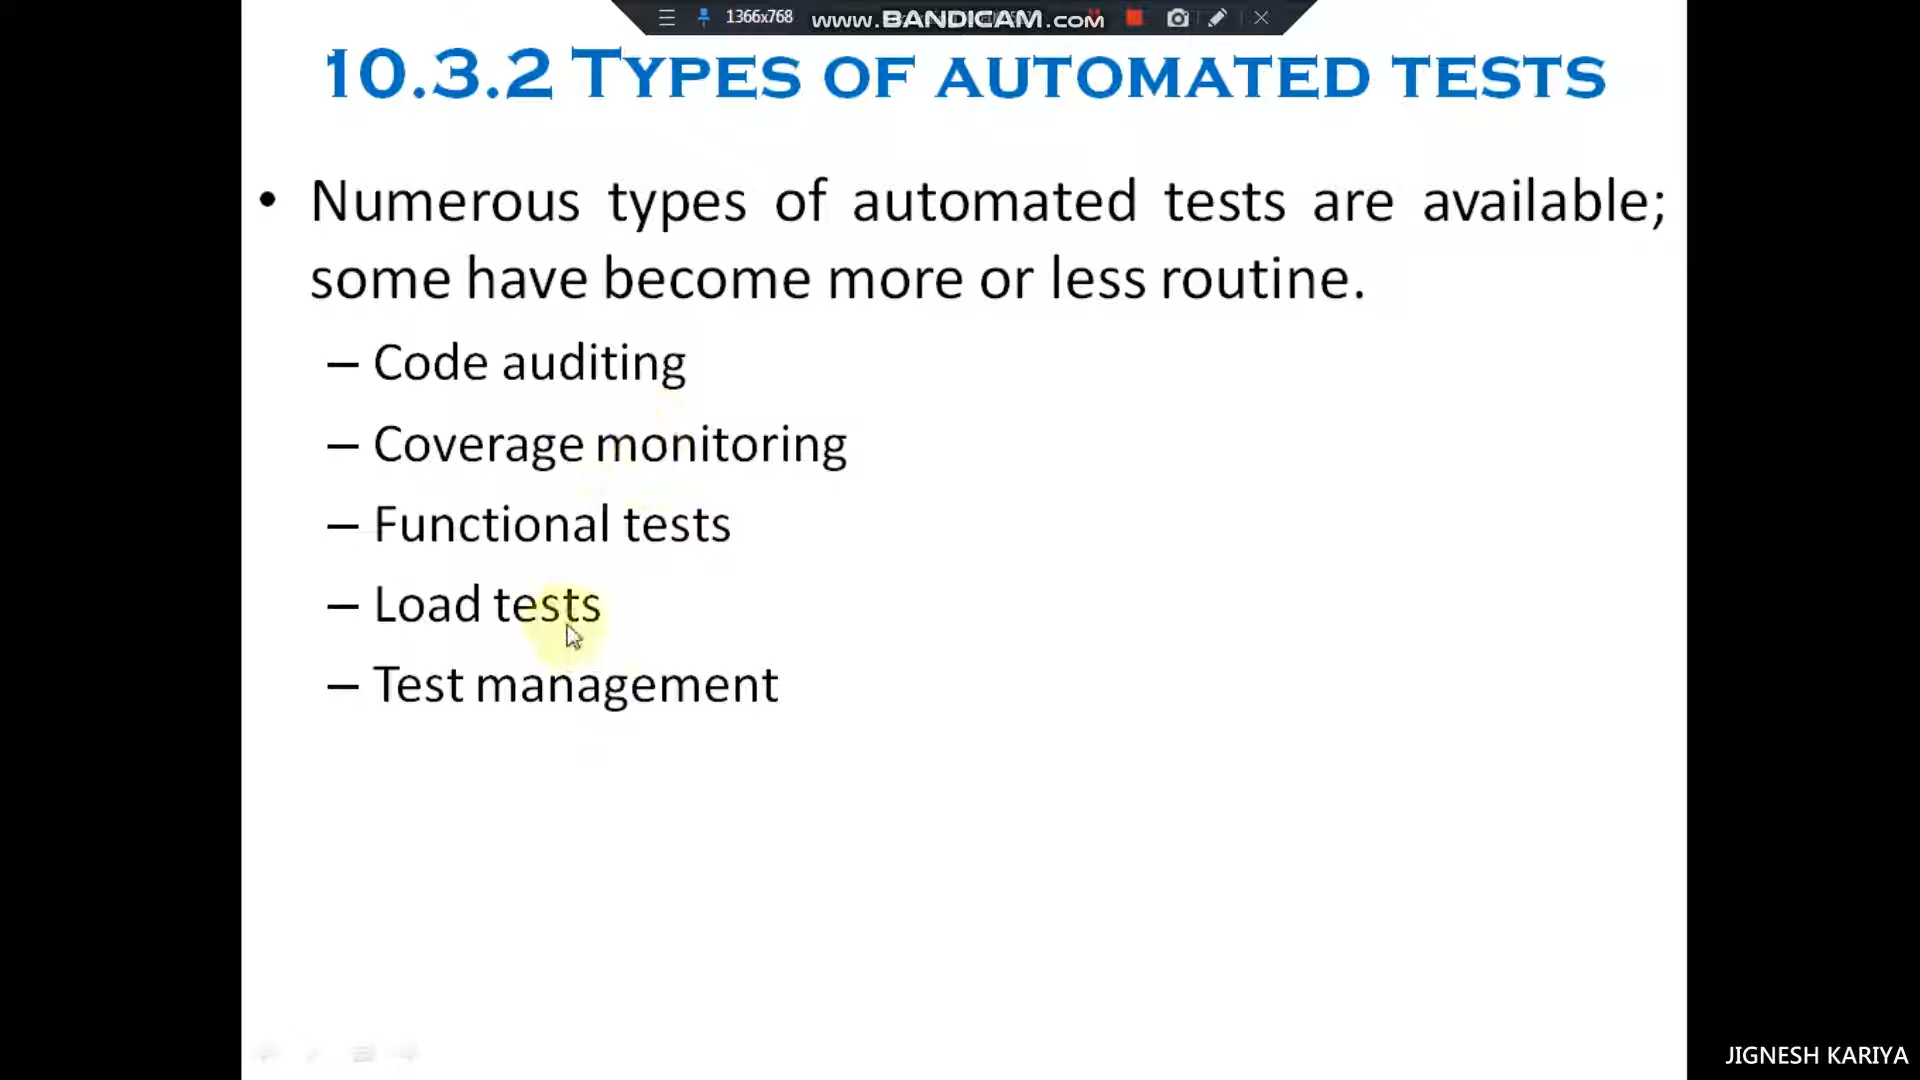 1366x768
www.BANDICAM.com
10.3.2 TYPES OF AUTOMATED TESTS
• Numerous types of automated tests are available;
some have become more or less routine.
– Code auditing
– Coverage monitoring
– Functional tests
– Load tests
– Test management
JIGNESH KARIYA